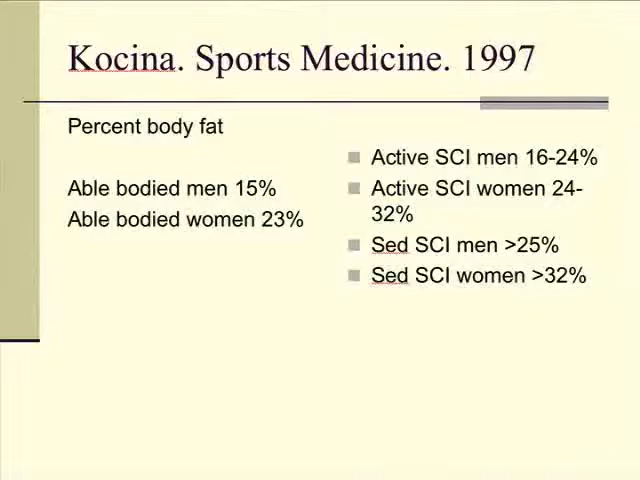 Kocina. Sports Medicine. 1997
Percent body fat
Able bodied men 15%
Able bodied women 23%
Active SCI men 16-24%
Active SCI women 24-
32%
Sed SCI men >25%
Sed SCI women >32%